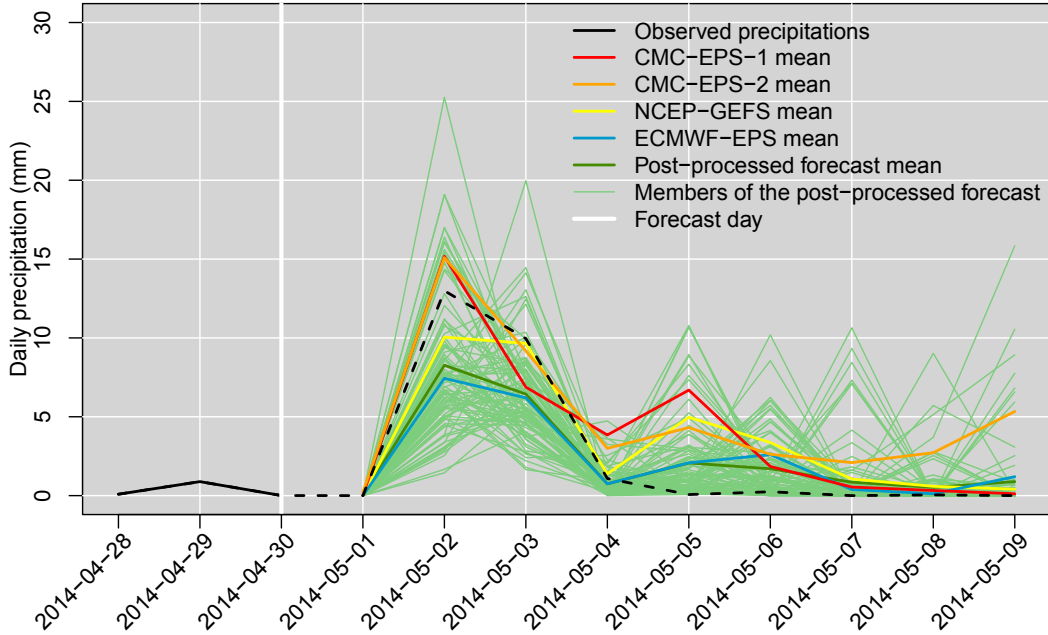 Daily precipitation (mm)
30
25
20
15
10
5
0
Observed precipitations
CMC−EPS−1 mean
CMC−EPS−2 mean
NCEP−GEFS mean
ECMWF−EPS mean
Post−processed forecast mean
Members of the post−processed forecast
Forecast day
2014−04−28
2014−04−29
2014−04−30
2014−05−01
2014−05−02
2014−05−03
2014−05−04
2014−05−05
2014−05−06
2014−05−07
2014−05−08
2014−05−09